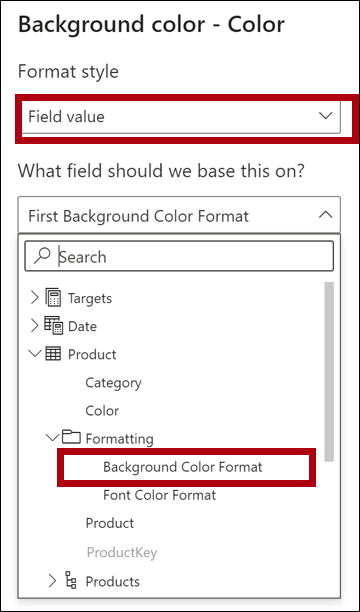 Background color - Color
Format style
Field value
What field should we base this on?
First Background Color Format
Search
Targets
Date
Product
Category
Color
Formatting
Background Color Format
Font Color Format
Product
ProductKey
Products